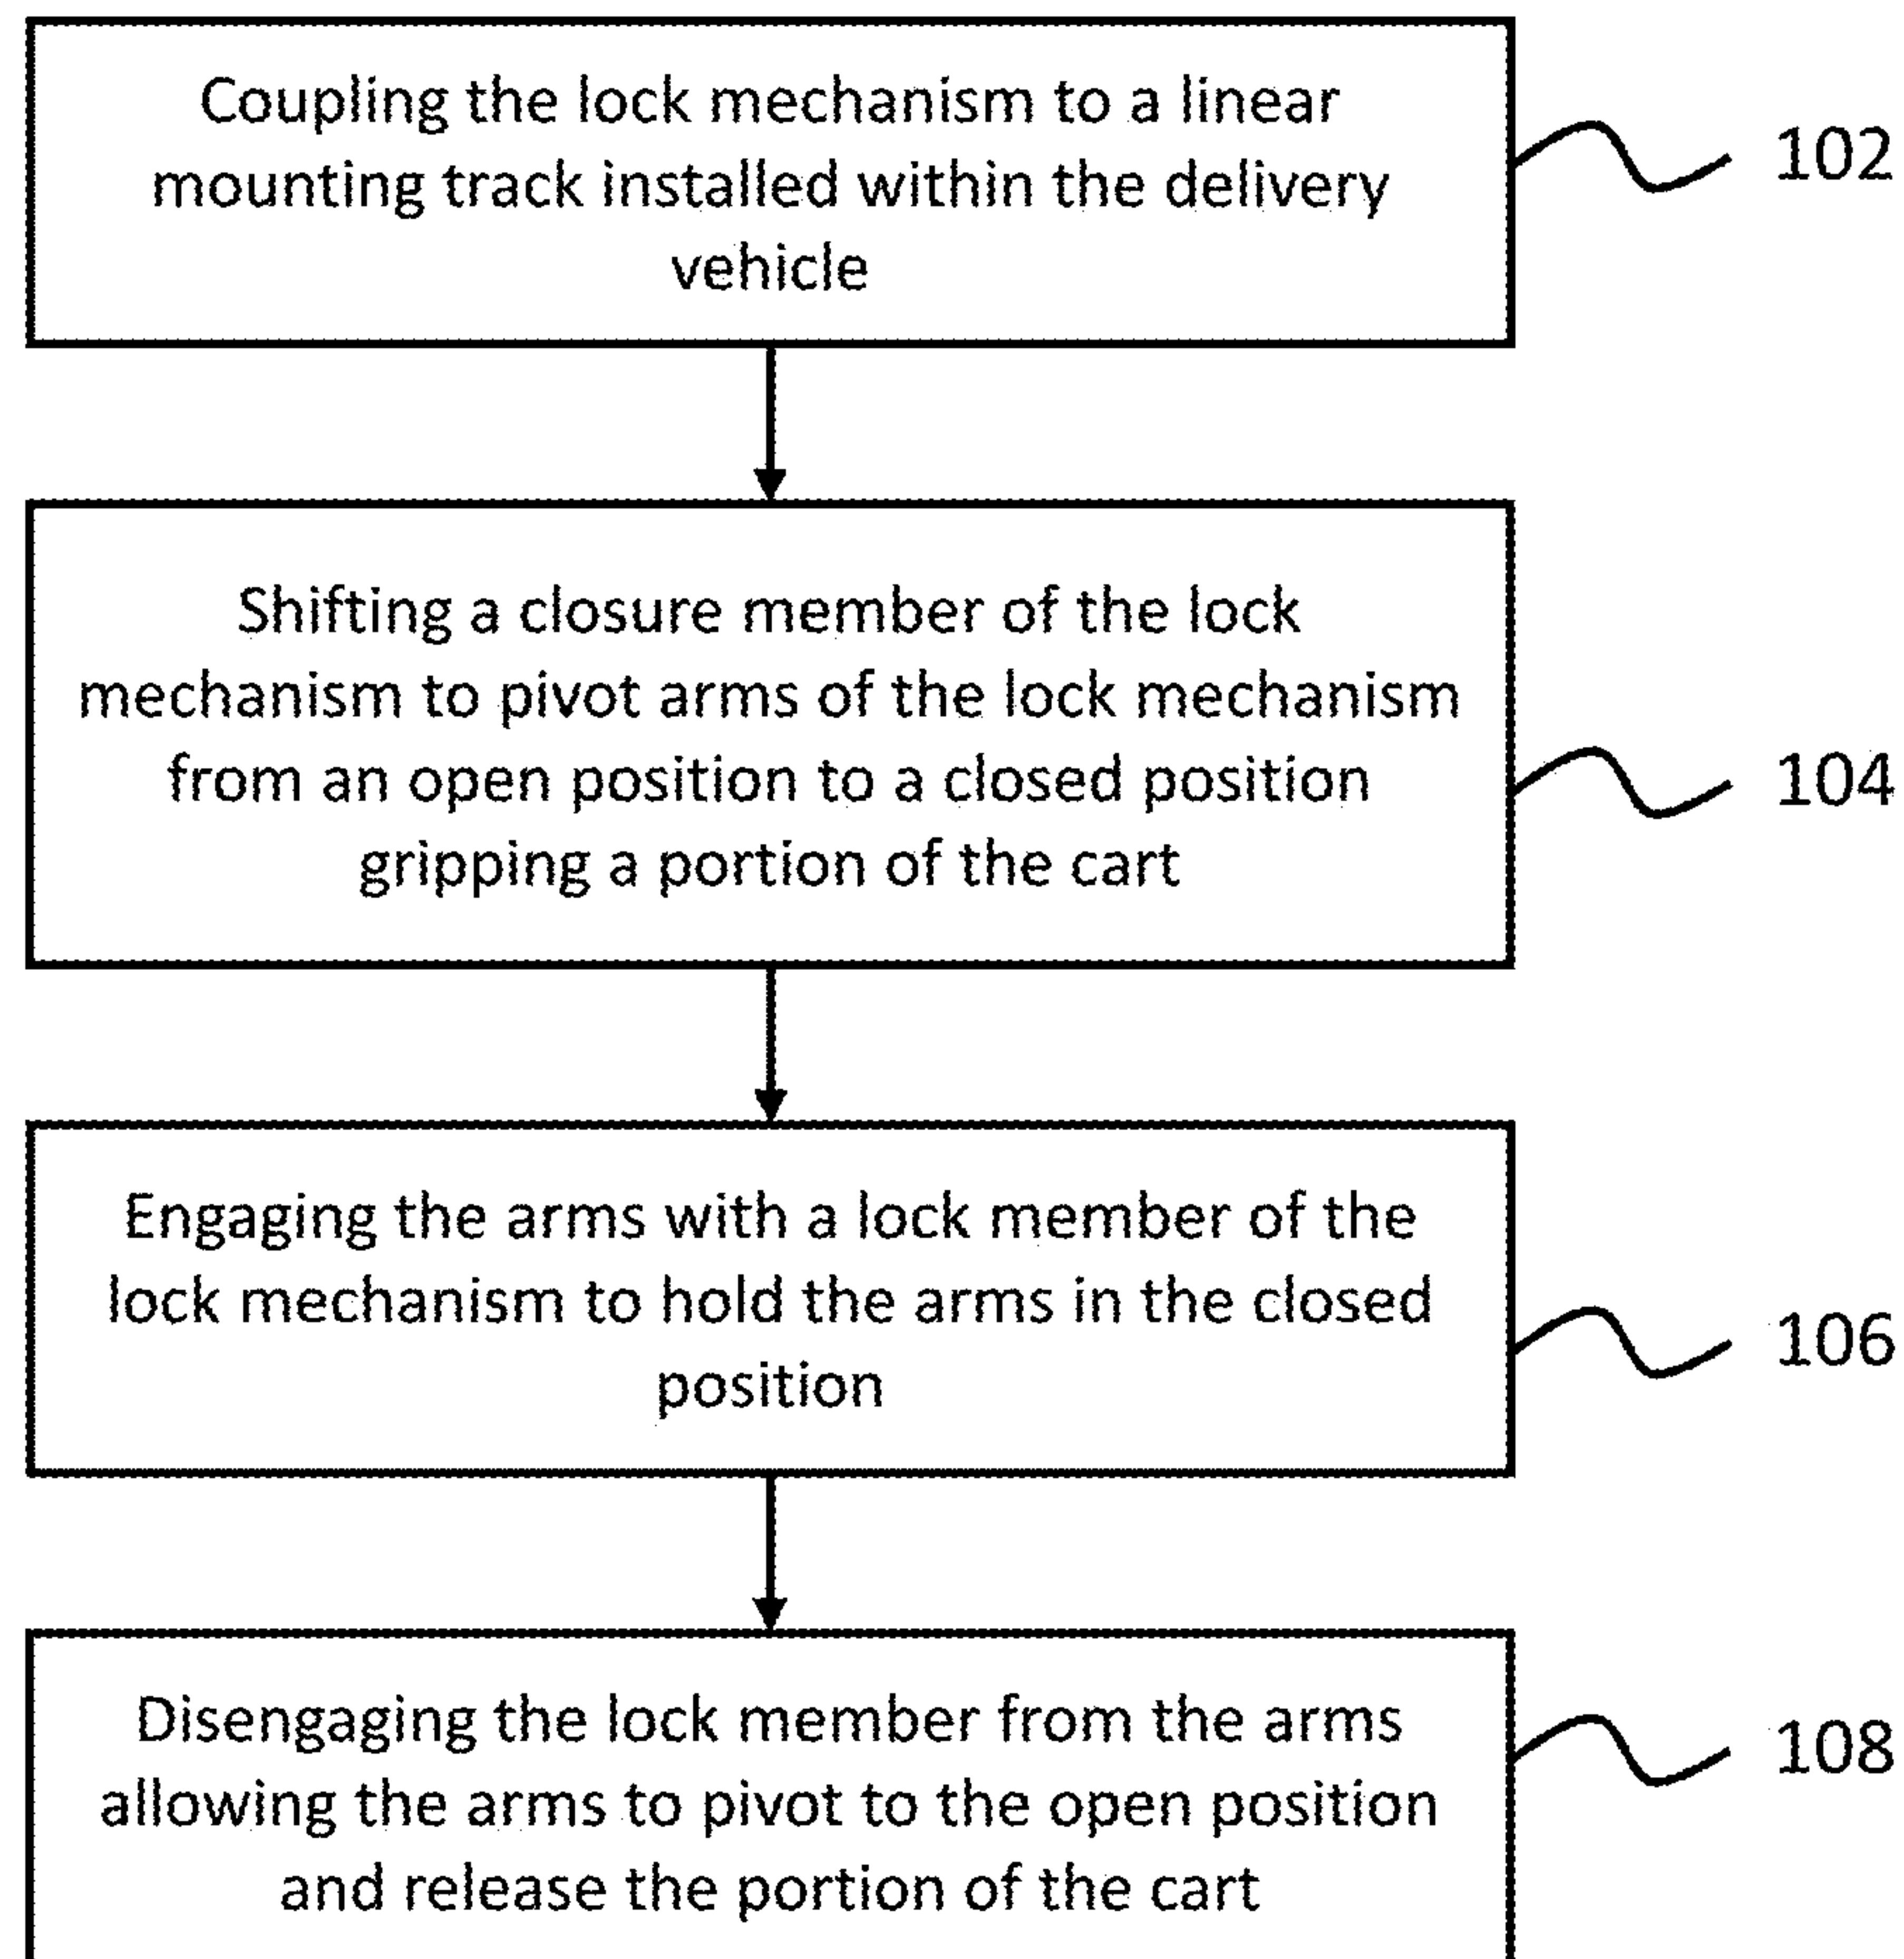 Coupling the lock mechanism to a linear
mounting track installed within the delivery
vehicle
102
Shifting a closure member of the lock
mechanism to pivot arms of the lock mechanism
from an open position to a closed position
gripping a portion of the cart
104
Engaging the arms with a lock member of the
lock mechanism to hold the arms in the closed
position
106
Disengaging the lock member from the arms
allowing the arms to pivot to the open position
and release the portion of the cart
108